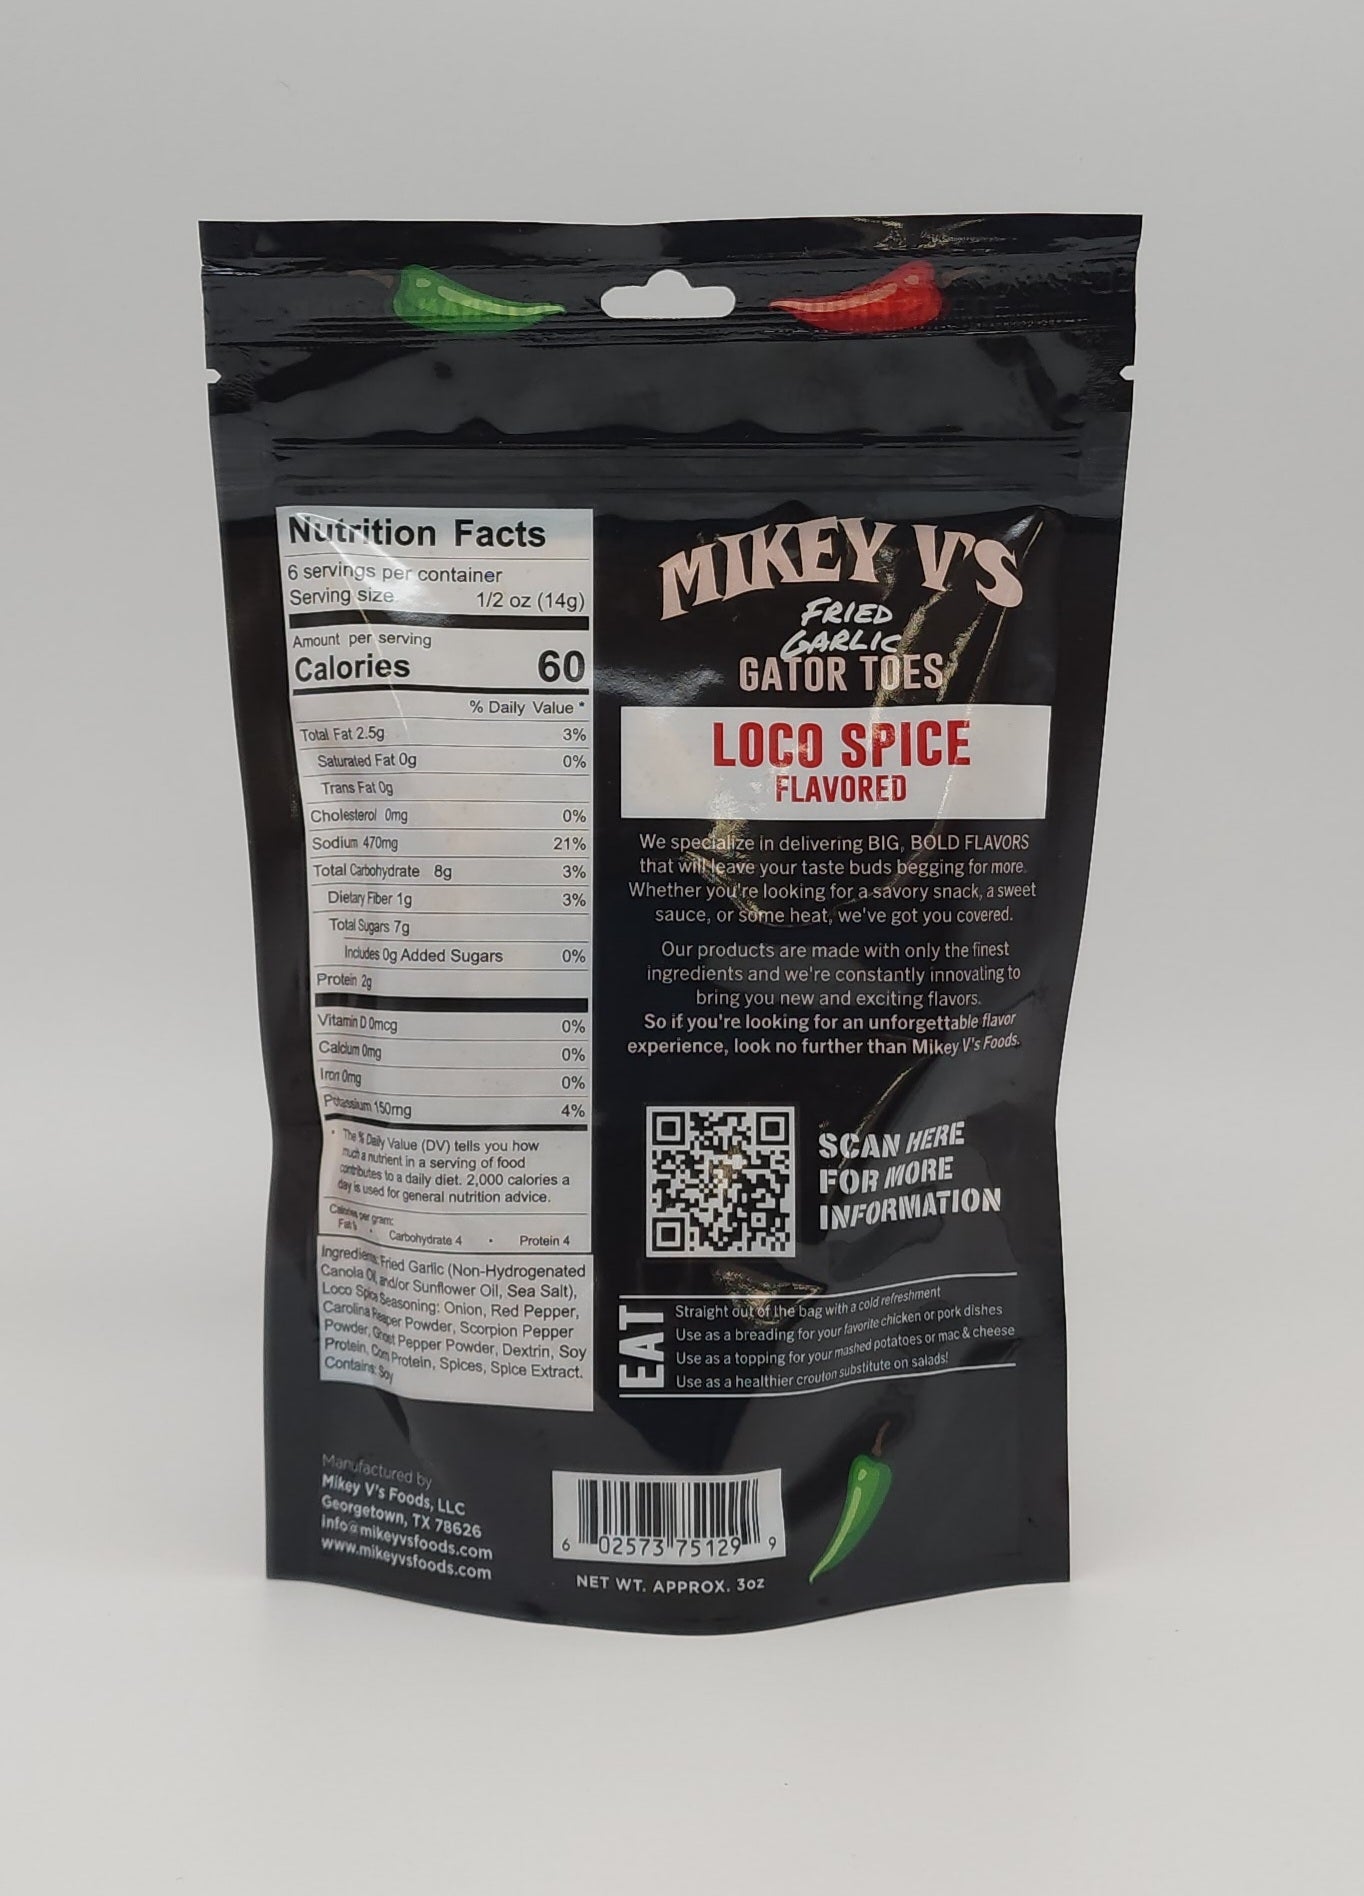 Nutrition Facts
6 servings per container
Serving size 1/2 oz (14g)
Amount per serving
Calories 60
% Daily Value *
Total Fat 2.5g 3%
Saturated Fat 0g 0%
Trans Fat 0g
Cholesterol 0mg 0%
Sodium 470mg 21%
Total Carbohydrate 8g 3%
Dietary Fiber 1g 3%
Total Sugars 7g
Includes 0g Added Sugars 0%
Protein 2g
Vitamin D 0mcg 0%
Calcium 0mg 0%
Iron 0mg 0%
Potassium 150mg 4%
* The % Daily Value (DV) tells you how
much a nutrient in a serving of food
contributes to a daily diet. 2,000 calories a
day is used for general nutrition advice.
Calories per gram:
Fat • Carbohydrate 4 • Protein 4
Ingredients: Fried Garlic (Non-Hydrogenated
Canola Oil, and/or Sunflower Oil, Sea Salt),
Loco Spice Seasoning: Onion, Red Pepper,
Carolina Reaper Powder, Scorpion Pepper
Powder, Ghost Pepper Powder, Dextrin, Soy
Protein, Corn Protein, Spices, Spice Extract.
Contains: Soy
Manufactured by
Mikey V's Foods, LLC
Georgetown, TX 78626
info@mikeyvsfoods.com
www.mikeyvsfoods.com
MIKEY V'S
FRIED
GARLIC
GATOR TOES
LOCO SPICE
FLAVORED
We specialize in delivering BIG, BOLD FLAVORS
that will leave your taste buds begging for more.
Whether you're looking for a savory snack, a sweet
sauce, or some heat, we've got you covered.
Our products are made with only the finest
ingredients and we're constantly innovating to
bring you new and exciting flavors.
So if you're looking for an unforgettable flavor
experience, look no further than Mikey V's Foods.
SCAN HERE
FOR MORE
INFORMATION
EAT
Straight out of the bag with a cold refreshment
Use as a breading for your favorite chicken or pork dishes
Use as a topping for your mashed potatoes or mac & cheese
Use as a healthier crouton substitute on salads!
6 02573 75129 9
NET WT. APPROX. 3oz